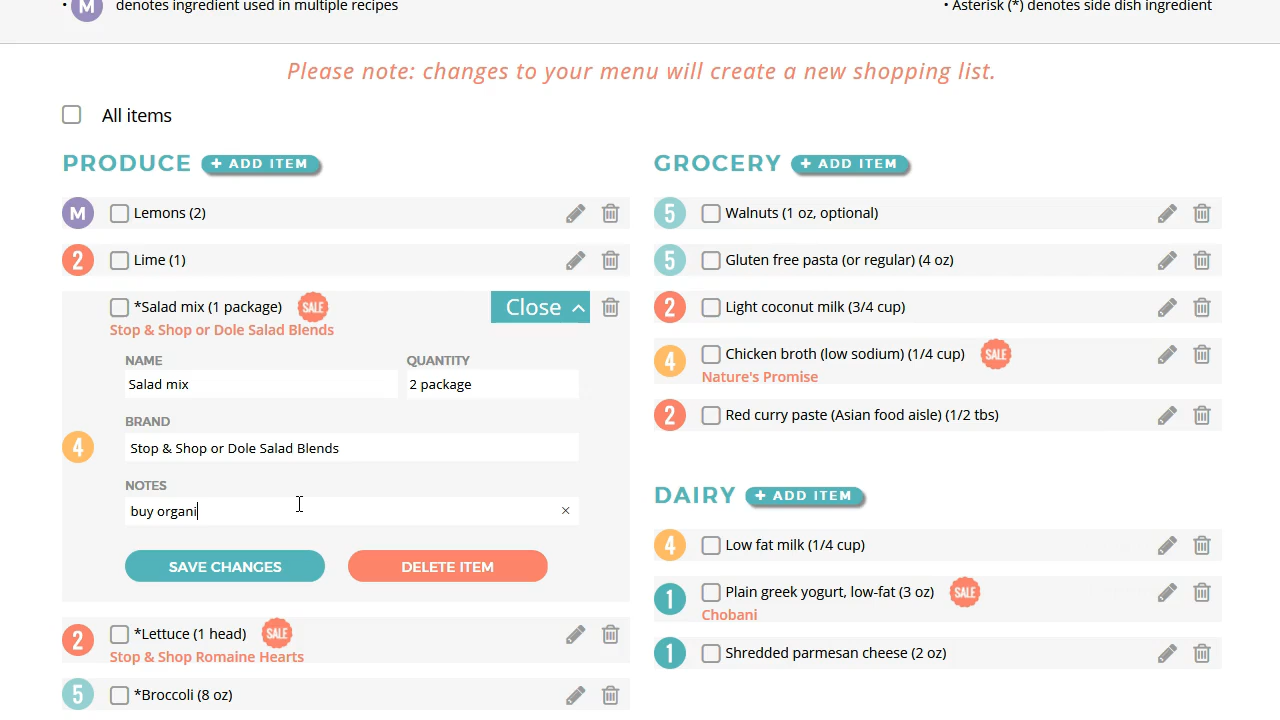 • M denotes ingredient used in multiple recipes
• Asterisk (*) denotes side dish ingredient
Please note: changes to your menu will create a new shopping list.
All items
PRODUCE + ADD ITEM
M Lemons (2)
2 Lime (1)
*Salad mix (1 package) SALE Close
Stop & Shop or Dole Salad Blends
NAME QUANTITY
Salad mix 2 package
BRAND
4 Stop & Shop or Dole Salad Blends
NOTES
buy organi ×
SAVE CHANGES DELETE ITEM
2 *Lettuce (1 head) SALE
Stop & Shop Romaine Hearts
5 *Broccoli (8 oz)
GROCERY + ADD ITEM
5 Walnuts (1 oz, optional)
5 Gluten free pasta (or regular) (4 oz)
2 Light coconut milk (3/4 cup)
4 Chicken broth (low sodium) (1/4 cup) SALE
Nature's Promise
2 Red curry paste (Asian food aisle) (1/2 tbs)
DAIRY + ADD ITEM
4 Low fat milk (1/4 cup)
1 Plain greek yogurt, low-fat (3 oz) SALE
Chobani
1 Shredded parmesan cheese (2 oz)